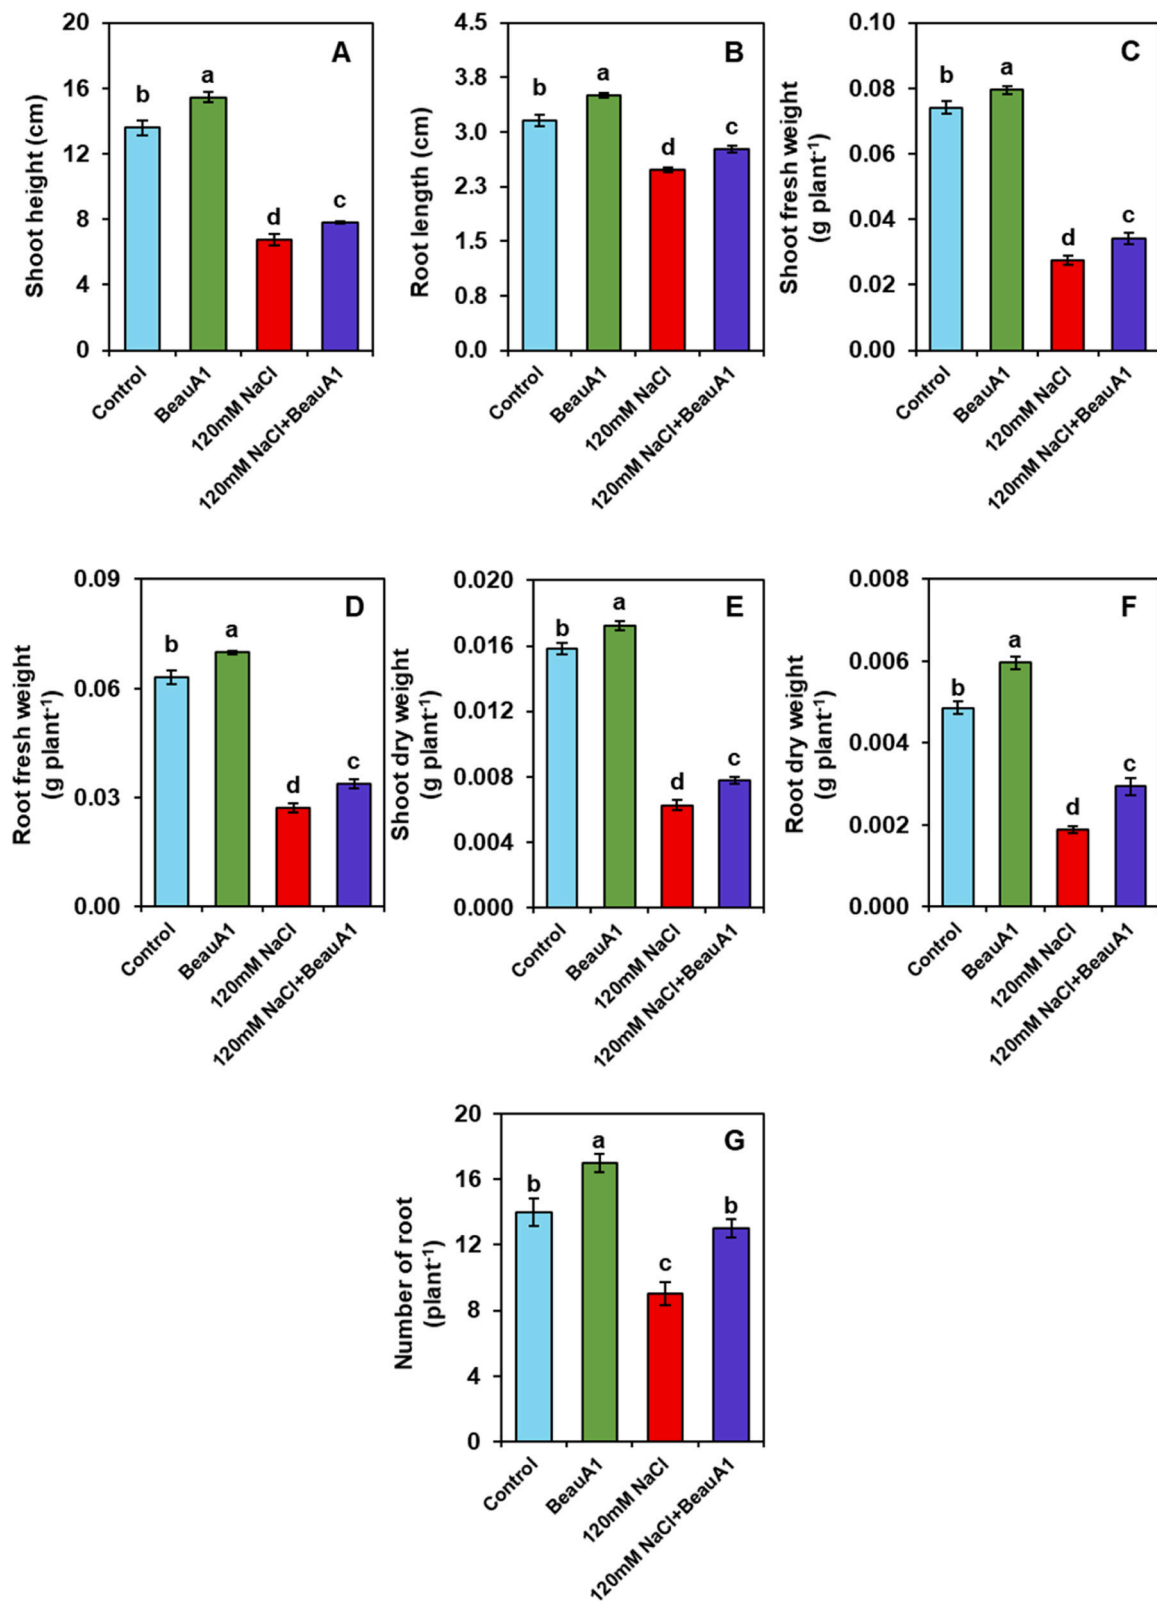 A
Shoot height (cm)
20
16
12
8
4
0
b
a
d
c
Control
BeauA1
120mM NaCl
120mM NaCl+BeauA1
B
Root length (cm)
4.5
3.8
3.0
2.3
1.5
0.8
0.0
b
a
d
c
Control
BeauA1
120mM NaCl
120mM NaCl+BeauA1
C
Shoot fresh weight
(g plant⁻¹)
0.10
0.08
0.06
0.04
0.02
0.00
b
a
d
c
Control
BeauA1
120mM NaCl
120mM NaCl+BeauA1
D
Root fresh weight
(g plant⁻¹)
0.09
0.06
0.03
0.00
b
a
d
c
Control
BeauA1
120mM NaCl
120mM NaCl+BeauA1
E
Shoot dry weight
(g plant⁻¹)
0.020
0.016
0.012
0.008
0.004
0.000
b
a
d
c
Control
BeauA1
120mM NaCl
120mM NaCl+BeauA1
F
Root dry weight
(g plant⁻¹)
0.008
0.006
0.004
0.002
0.000
b
a
d
c
Control
BeauA1
120mM NaCl
120mM NaCl+BeauA1
G
Number of root
(plant⁻¹)
20
16
12
8
4
0
b
a
c
b
Control
BeauA1
120mM NaCl
120mM NaCl+BeauA1